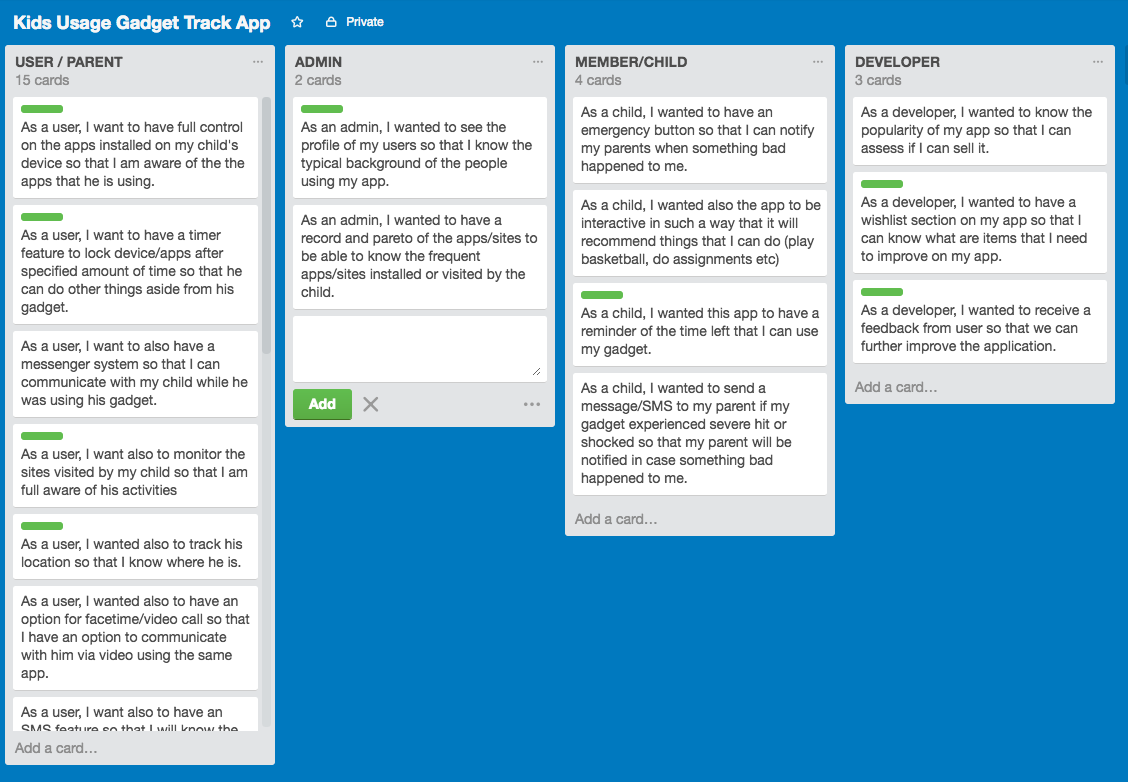 Kids Usage Gadget Track App
Private
USER / PARENT
15 cards
As a user, I want to have full control
on the apps installed on my child's
device so that I am aware of the the
apps that he is using.
As a user, I want to have a timer
feature to lock device/apps after
specified amount of time so that he
can do other things aside from his
gadget.
As a user, I want to also have a
messenger system so that I can
communicate with my child while he
was using his gadget.
As a user, I want also to monitor the
sites visited by my child so that I am
full aware of his activities
As a user, I wanted also to track his
location so that I know where he is.
As a user, I wanted also to have an
option for facetime/video call so that
I have an option to communicate
with him via video using the same
app.
As a user, I want also to have an
SMS feature so that I will know the
Add a card…
ADMIN
2 cards
As an admin, I wanted to see the
profile of my users so that I know the
typical background of the people
using my app.
As an admin, I wanted to have a
record and pareto of the apps/sites to
be able to know the frequent
apps/sites installed or visited by the
child.
Add
MEMBER/CHILD
4 cards
As a child, I wanted to have an
emergency button so that I can notify
my parents when something bad
happened to me.
As a child, I wanted also the app to be
interactive in such a way that it will
recommend things that I can do (play
basketball, do assignments etc)
As a child, I wanted this app to have a
reminder of the time left that I can use
my gadget.
As a child, I wanted to send a
message/SMS to my parent if my
gadget experienced severe hit or
shocked so that my parent will be
notified in case something bad
happened to me.
Add a card…
DEVELOPER
3 cards
As a developer, I wanted to know the
popularity of my app so that I can
assess if I can sell it.
As a developer, I wanted to have a
wishlist section on my app so that I
can know what are items that I need
to improve on my app.
As a developer, I wanted to receive a
feedback from user so that we can
further improve the application.
Add a card…